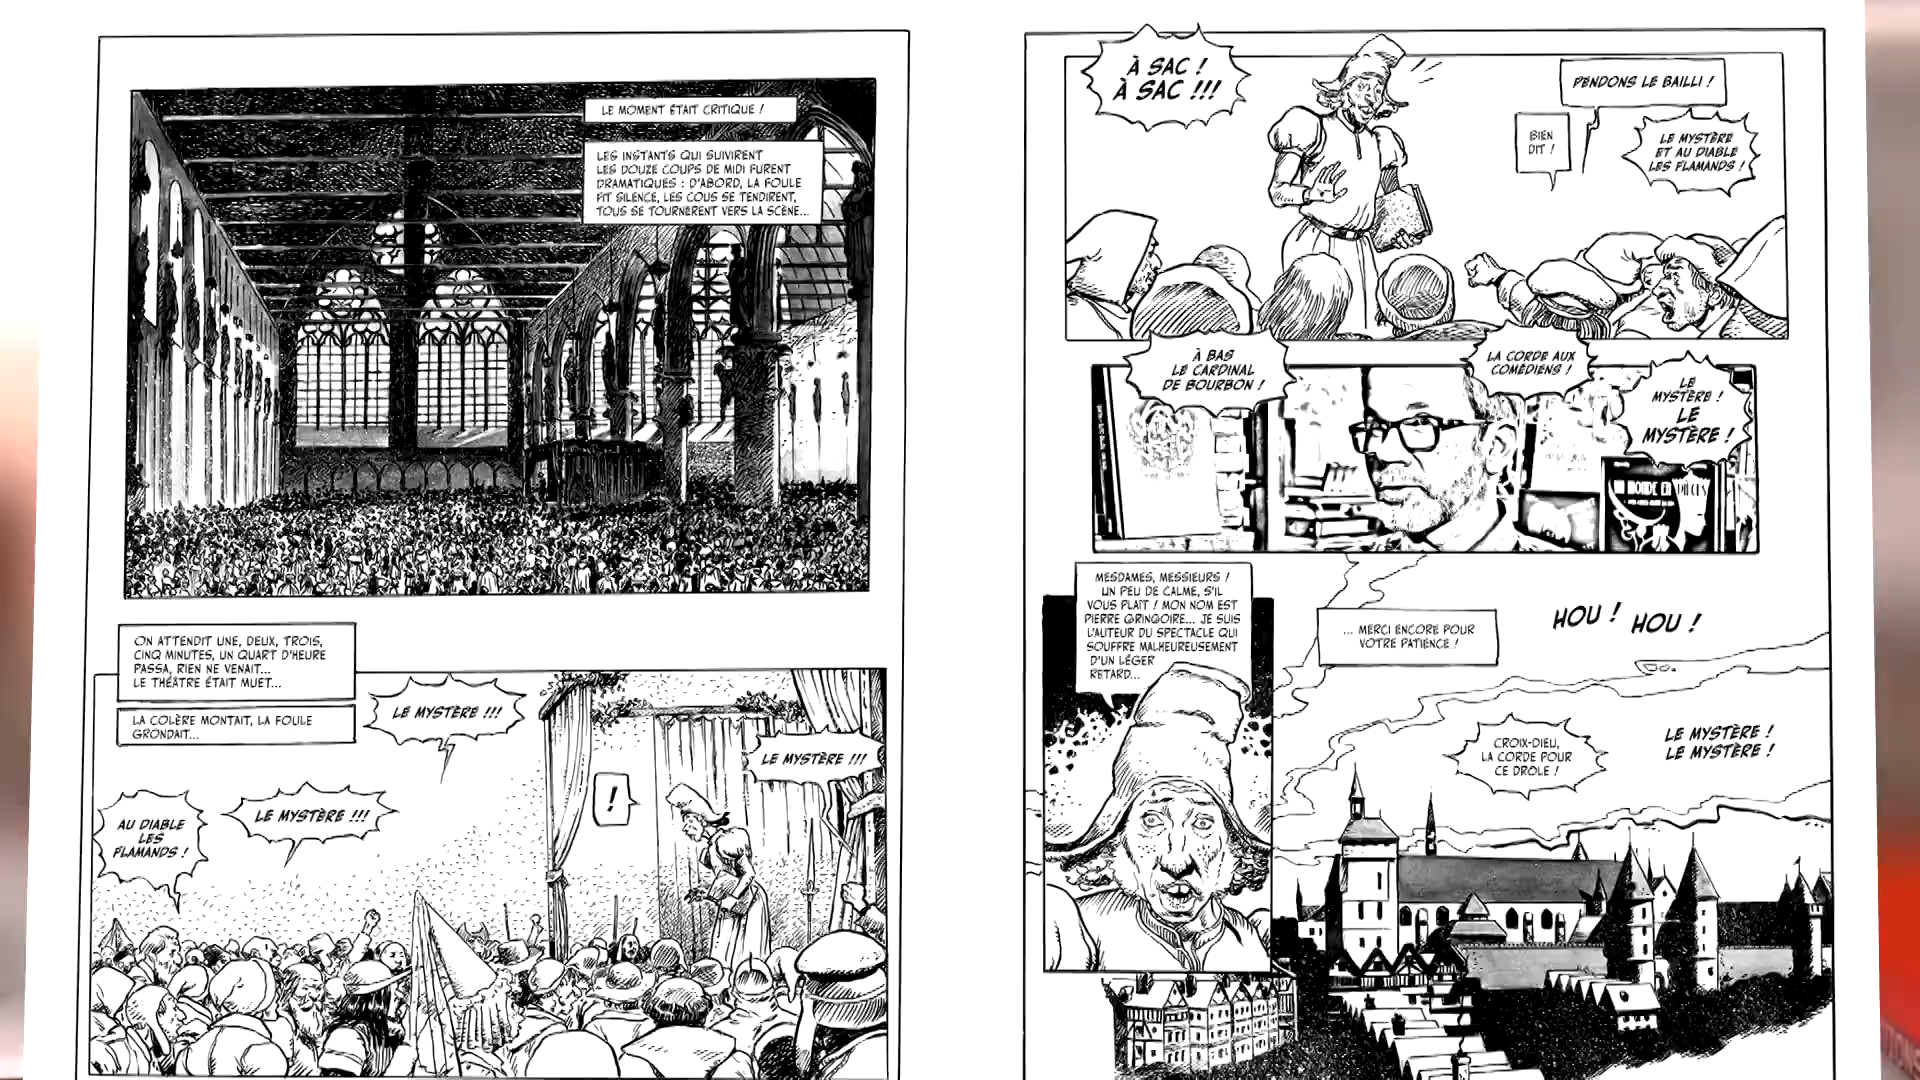 LE MOMENT ÉTAIT CRITIQUE !
LES INSTANTS QUI SUIVIRENT
LES DOUZE COUPS DE MIDI FURENT
DRAMATIQUES : D'ABORD, LA FOULE
FIT SILENCE, LES COUS SE TENDIRENT,
TOUS SE TOURNÈRENT VERS LA SCÈNE...
ON ATTENDIT UNE, DEUX, TROIS,
CINQ MINUTES, UN QUART D'HEURE
PASSA, RIEN NE VENAIT...
LE THÉÂTRE ÉTAIT MUET...
LA COLÈRE MONTAIT, LA FOULE
GRONDAIT...
LE MYSTÈRE !!!
LE MYSTÈRE !!!
!
LE MYSTÈRE !!!
AU DIABLE
LES
FLAMANDS !
À SAC !
À SAC !!!
PENDONS LE BAILLI !
BIEN
DIT !
LE MYSTÈRE
ET AU DIABLE
LES FLAMANDS !
À BAS
LE CARDINAL
DE BOURBON !
LA CORDE AUX
COMÉDIENS !
LE
MYSTÈRE !
LE
MYSTÈRE !
UN MONDE EN PIÈCES
MESDAMES, MESSIEURS !
UN PEU DE CALME, S'IL
VOUS PLAÎT ! MON NOM EST
PIERRE GRINGOIRE... JE SUIS
L'AUTEUR DU SPECTACLE QUI
SOUFFRE MALHEUREUSEMENT
D'UN LÉGER
RETARD...
... MERCI ENCORE POUR
VOTRE PATIENCE !
HOU ! HOU !
CROIX-DIEU,
LA CORDE POUR
CE DRÔLE !
LE MYSTÈRE !
LE MYSTÈRE !